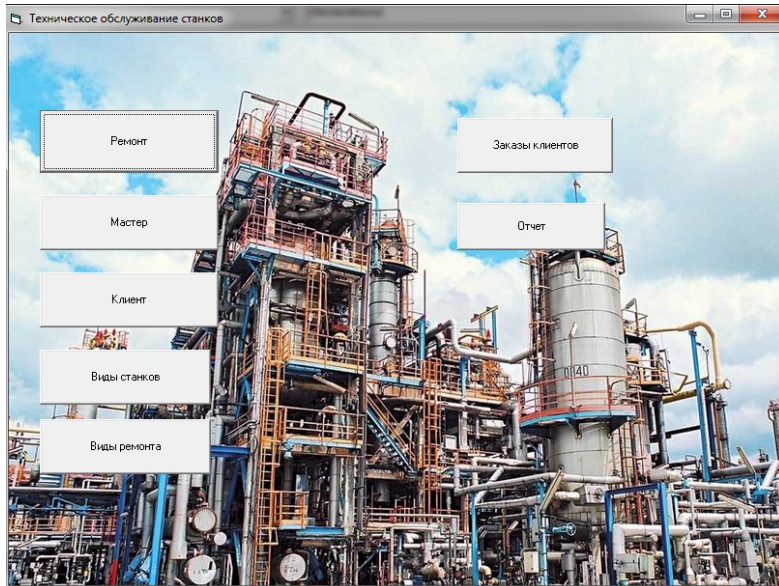 Техническое обслуживание станков
Ремонт
Мастер
Клиент
Виды станков
Виды ремонта
Заказы клиентов
Отчет